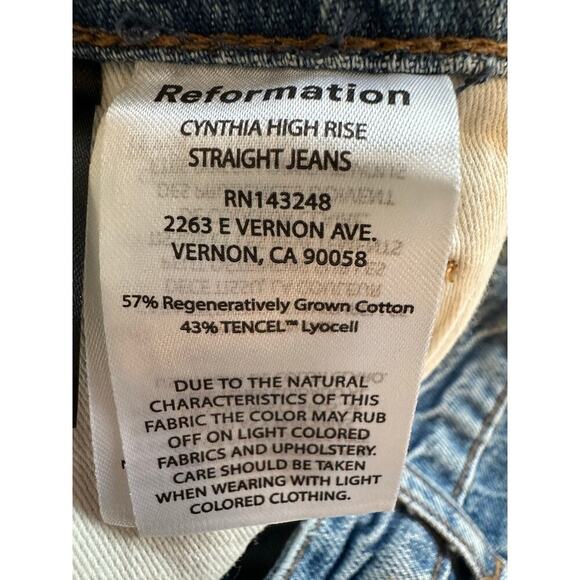 Reformation
CYNTHIA HIGH RISE
STRAIGHT JEANS
RN143248
2263 E VERNON AVE.
VERNON, CA 90058
57% Regeneratively Grown Cotton
43% TENCEL™ Lyocell
DUE TO THE NATURAL
CHARACTERISTICS OF THIS
FABRIC THE COLOR MAY RUB
OFF ON LIGHT COLORED
FABRICS AND UPHOLSTERY.
CARE SHOULD BE TAKEN
WHEN WEARING WITH LIGHT
COLORED CLOTHING.